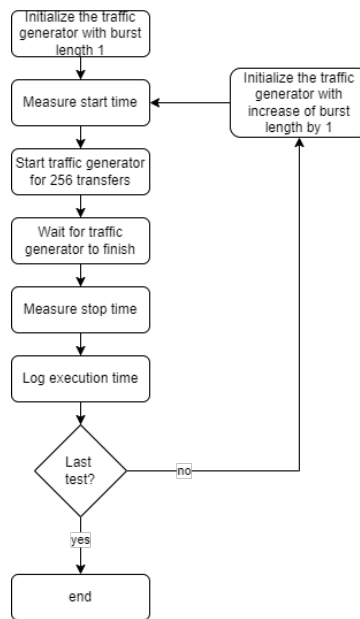 Initialize the traffic
generator with burst
length 1
Measure start time
Initialize the traffic
generator with
increase of burst
length by 1
Start traffic generator
for 256 transfers
Wait for traffic
generator to finish
Measure stop time
Log execution time
Last
test?
no
yes
end